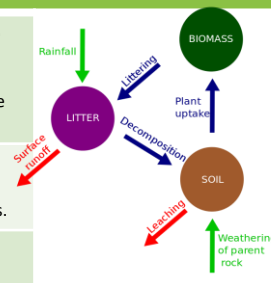 Rainfall
BIOMASS
Littering
e
LITTER
Plant
uptake
Decomposition
Surface
runoff
SOIL
s.
Leaching
Weathering
of parent
rock